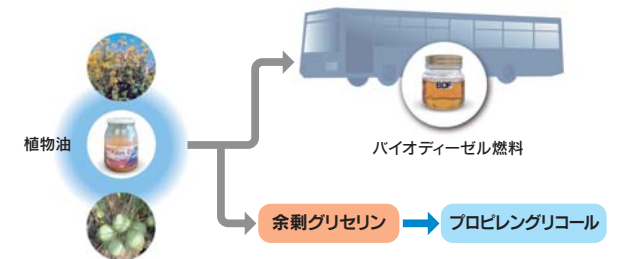 植物油
BDF
バイオディーゼル燃料
余剰グリセリン
プロピレングリコール